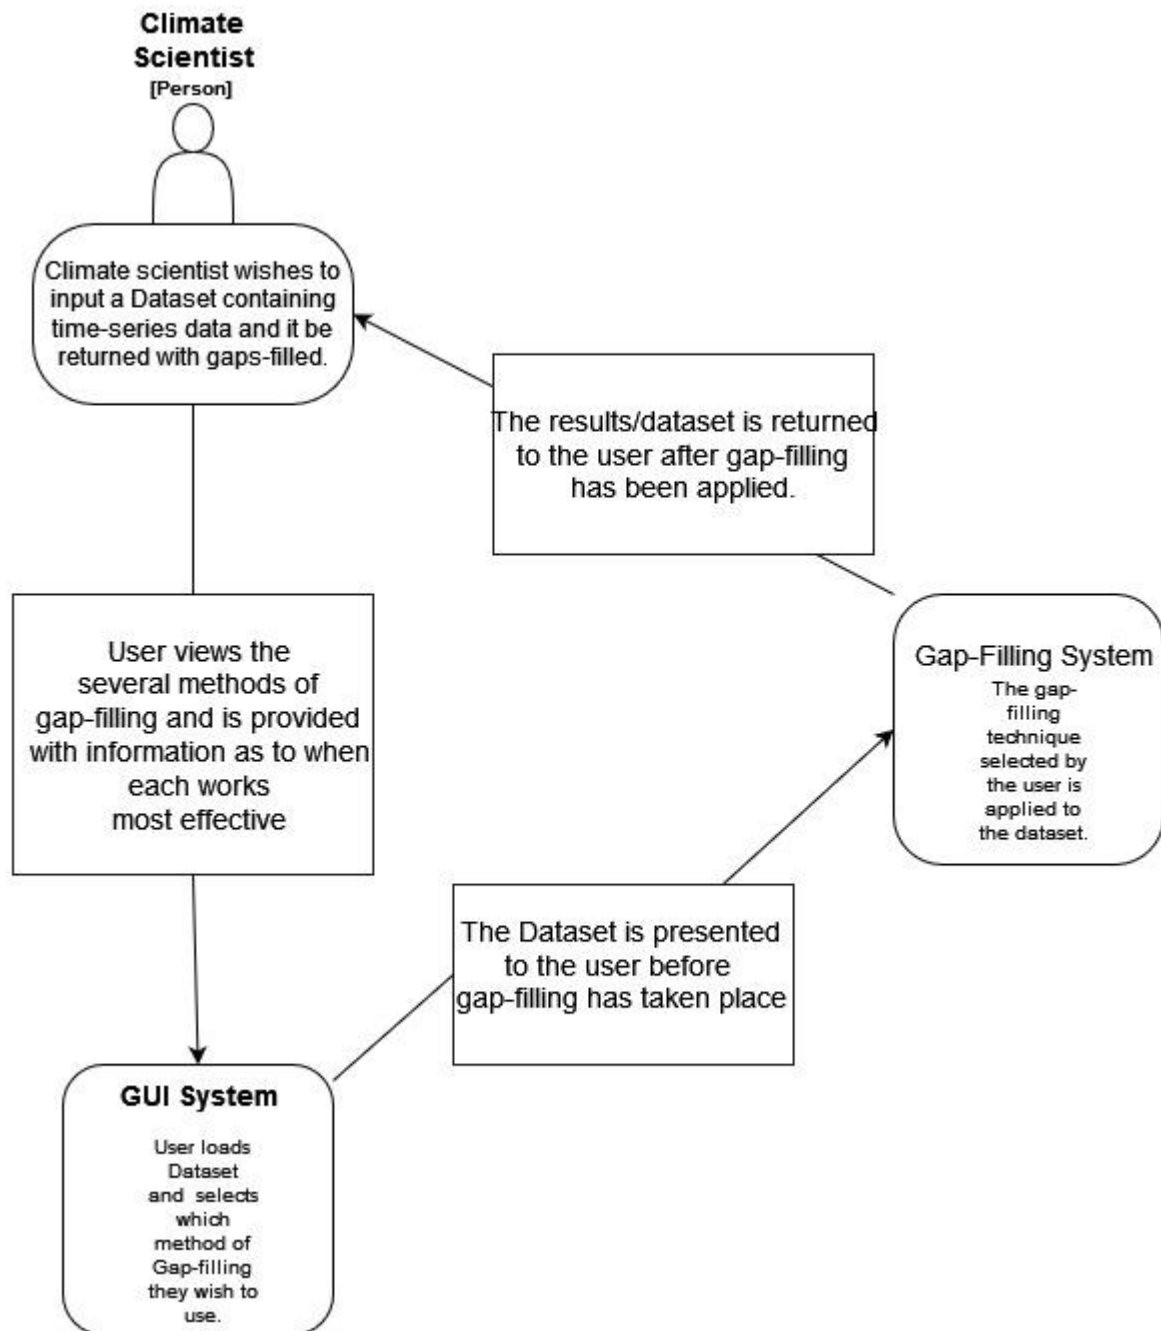 Climate
Scientist
[Person]
Climate scientist wishes to
input a Dataset containing
time-series data and it be
returned with gaps-filled.
The results/dataset is returned
to the user after gap-filling
has been applied.
User views the
several methods of
gap-filling and is provided
with information as to when
each works
most effective
Gap-Filling System
The gap-
filling
technique
selected by
the user is
applied to
the dataset.
The Dataset is presented
to the user before
gap-filling has taken place
GUI System
User loads
Dataset
and selects
which
method of
Gap-filling
they wish to
use.